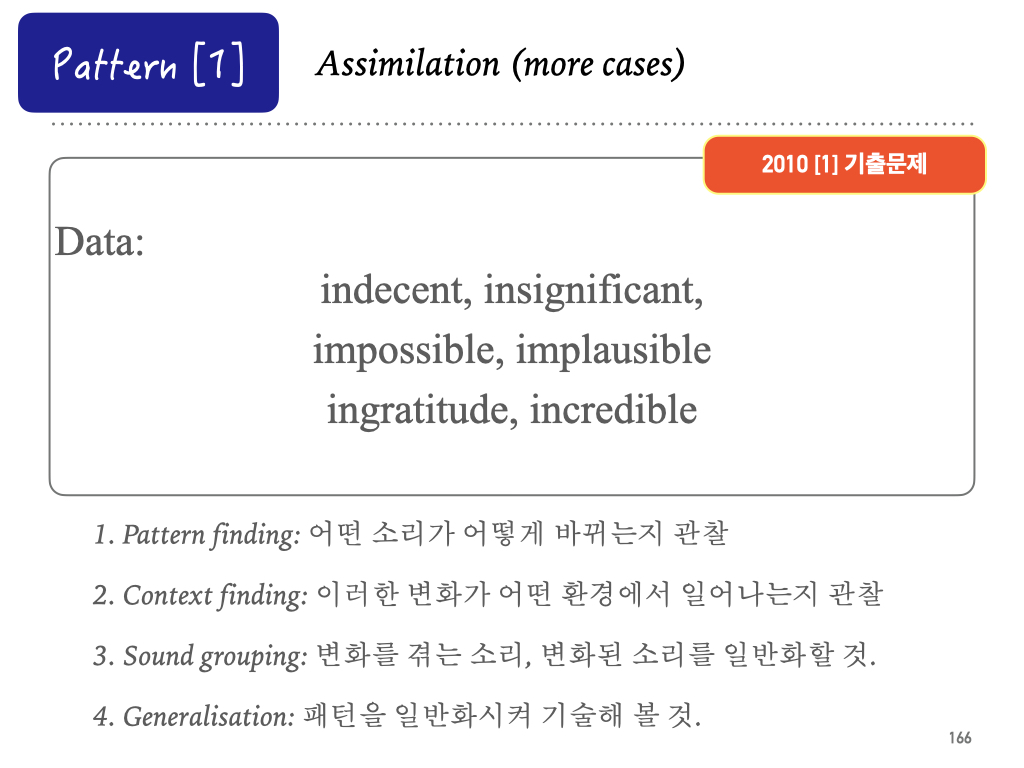 Pattern [1]
Assimilation (more cases)
2010 [1] 기출문제
Data:
indecent, insignificant,
impossible, implausible
ingratitude, incredible
1. Pattern finding: 어떤 소리가 어떻게 바뀌는지 관찰
2. Context finding: 이러한 변화가 어떤 환경에서 일어나는지 관찰
3. Sound grouping: 변화를 겪는 소리, 변화된 소리를 일반화할 것.
4. Generalisation: 패턴을 일반화시켜 기술해 볼 것.
166